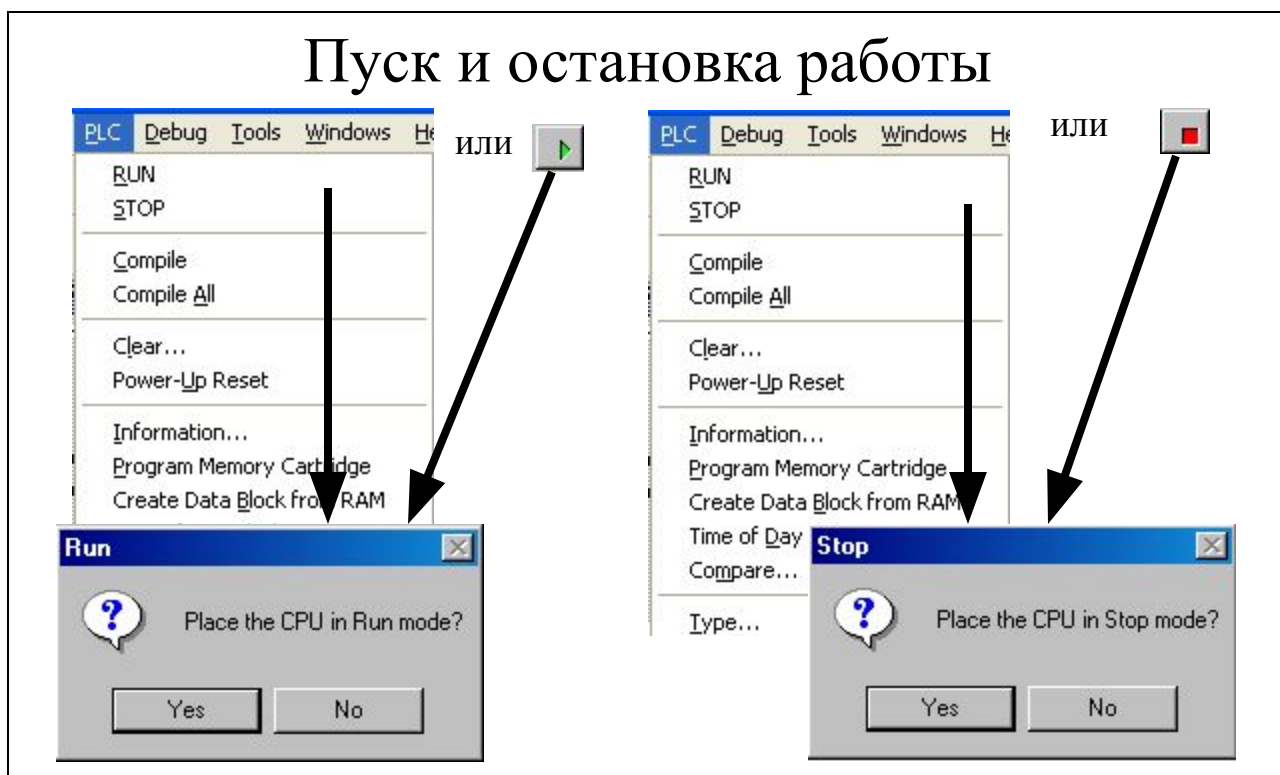 Пуск и остановка работы
PLC Debug Tools Windows He
RUN
STOP
Compile
Compile All
Clear...
Power-Up Reset
Information...
Program Memory Cartridge
Create Data Block from RAM
Run
Place the CPU in Run mode?
Yes No
или
PLC Debug Tools Windows He
RUN
STOP
Compile
Compile All
Clear...
Power-Up Reset
Information...
Program Memory Cartridge
Create Data Block from RAM
Time of Day
Compare...
Type...
Stop
Place the CPU in Stop mode?
Yes No
или